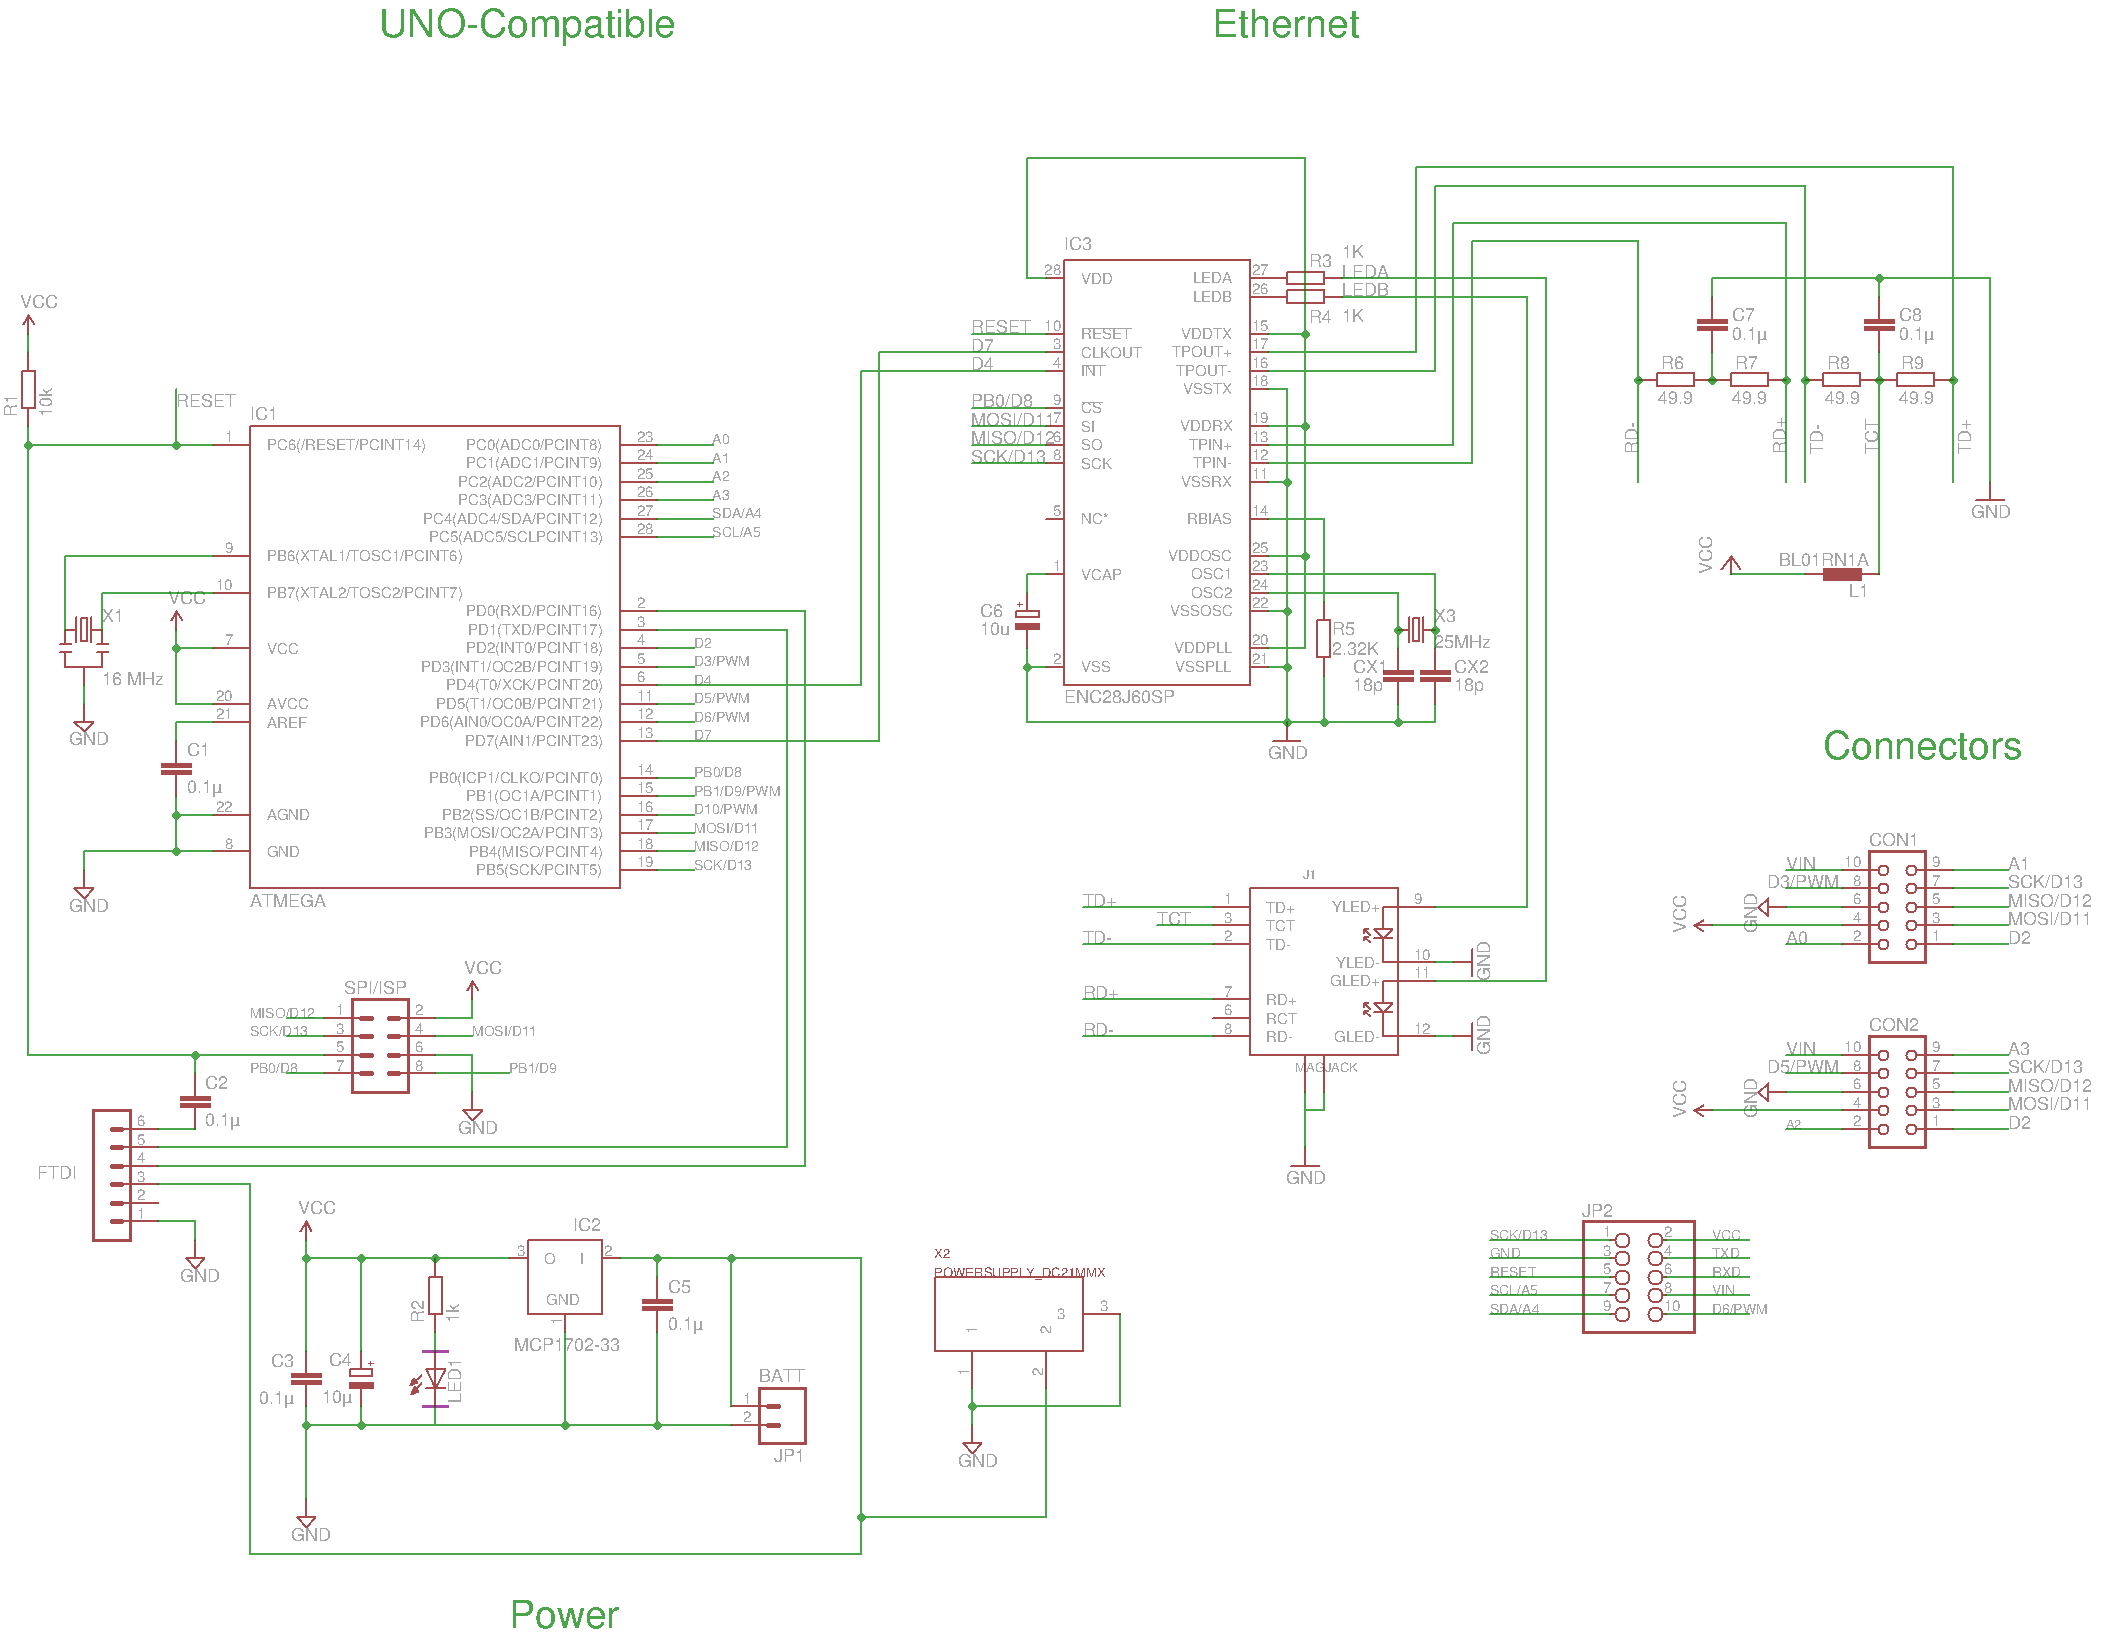 UNO-Compatible
Ethernet
VCC
R1
10k
RESET
IC1
1 PC6(/RESET/PCINT14)
9 PB6(XTAL1/TOSC1/PCINT6)
10 PB7(XTAL2/TOSC2/PCINT7)
VCC
X1
16 MHz
GND
7 VCC
20 AVCC
21 AREF
C1
0.1µ
22 AGND
8 GND
GND
ATMEGA
PC0(ADC0/PCINT8) 23 A0
PC1(ADC1/PCINT9) 24 A1
PC2(ADC2/PCINT10) 25 A2
PC3(ADC3/PCINT11) 26 A3
PC4(ADC4/SDA/PCINT12) 27 SDA/A4
PC5(ADC5/SCLPCINT13) 28 SCL/A5
PD0(RXD/PCINT16) 2
PD1(TXD/PCINT17) 3
PD2(INT0/PCINT18) 4 D2
PD3(INT1/OC2B/PCINT19) 5 D3/PWM
PD4(T0/XCK/PCINT20) 6 D4
PD5(T1/OC0B/PCINT21) 11 D5/PWM
PD6(AIN0/OC0A/PCINT22) 12 D6/PWM
PD7(AIN1/PCINT23) 13 D7
PB0(ICP1/CLKO/PCINT0) 14 PB0/D8
PB1(OC1A/PCINT1) 15 PB1/D9/PWM
PB2(SS/OC1B/PCINT2) 16 D10/PWM
PB3(MOSI/OC2A/PCINT3) 17 MOSI/D11
PB4(MISO/PCINT4) 18 MISO/D12
PB5(SCK/PCINT5) 19 SCK/D13
IC3
28 VDD
RESET 10 RESET
D7 3 CLKOUT
D4 4 INT
PB0/D8 9 CS
MOSI/D11 7 SI
MISO/D12 6 SO
SCK/D13 8 SCK
5 NC*
1 VCAP
C6
10u
2 VSS
ENC28J60SP
LEDA 27 R3 1K LEDA
LEDB 26 R4 1K LEDB
VDDTX 15
TPOUT+ 17
TPOUT- 16
VSSTX 18
VDDRX 19
TPIN+ 13
TPIN- 12
VSSRX 11
RBIAS 14
VDDOSC 25
OSC1 23
OSC2 24
VSSOSC 22
VDDPLL 20
VSSPLL 21
R5
2.32K
X3
25MHz
CX1
18p
CX2
18p
GND
C7
0.1µ
C8
0.1µ
R6
49.9
R7
49.9
R8
49.9
R9
49.9
RD-
RD+
TD-
TCT
TD+
GND
VCC
BL01RN1A
L1
J1
TD+ 1 TD+
TCT 3 TCT
TD- 2 TD-
RD+ 7 RD+
6 RCT
RD- 8 RD-
YLED+ 9
YLED- 10 GND
GLED+ 11
GLED- 12 GND
MAGJACK
GND
Connectors
CON1
VIN 10 9 A1
D3/PWM 8 7 SCK/D13
GND 6 5 MISO/D12
VCC 4 3 MOSI/D11
A0 2 1 D2
CON2
VIN 10 9 A3
D5/PWM 8 7 SCK/D13
GND 6 5 MISO/D12
VCC 4 3 MOSI/D11
A2 2 1 D2
JP2
SCK/D13 1 2 VCC
GND 3 4 TXD
RESET 5 6 RXD
SCL/A5 7 8 VIN
SDA/A4 9 10 D6/PWM
SPI/ISP
VCC
MISO/D12 1 2
SCK/D13 3 4 MOSI/D11
5 6
PB0/D8 7 8 PB1/D9
GND
C2
0.1µ
FTDI
6
5
4
3
2
1
GND
VCC
C3
0.1µ
C4
10µ
R2
1k
LED1
IC2
3 O I 2
GND
1
MCP1702-33
C5
0.1µ
BATT
1
2
JP1
GND
X2
POWERSUPPLY_DC21MMX
3 3
1 2
1 2
GND
Power